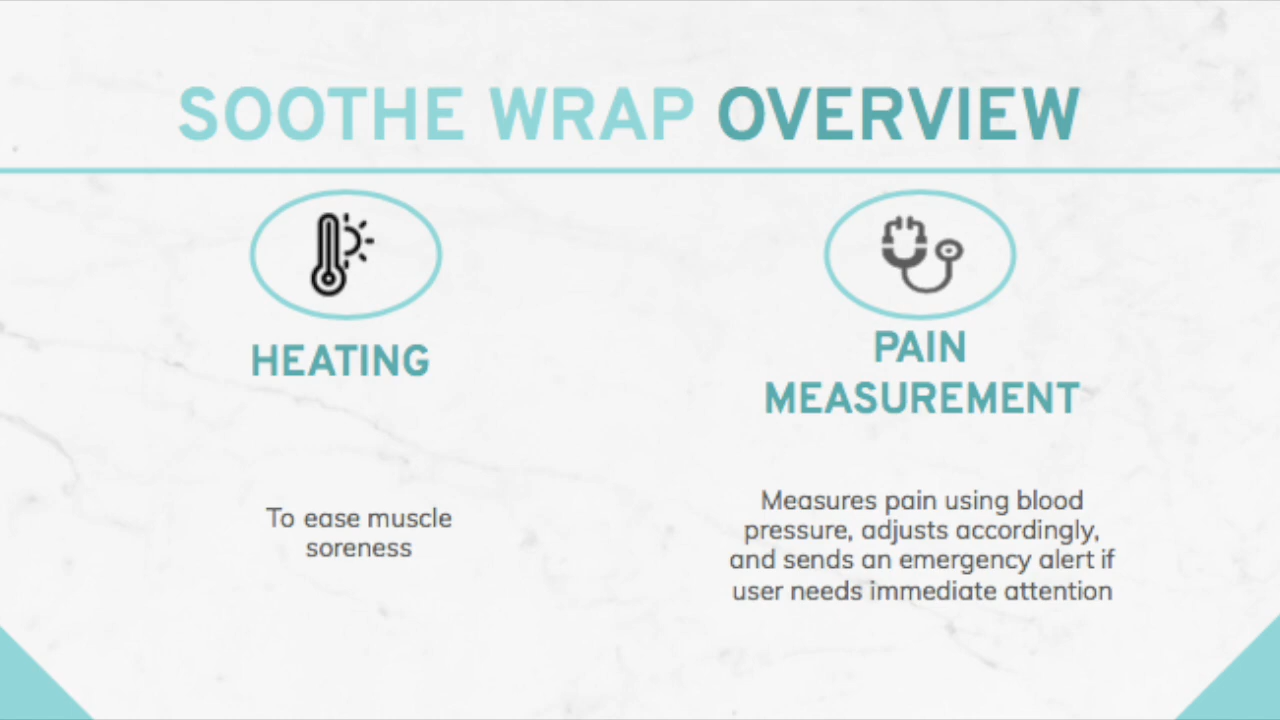 SOOTHE WRAP OVERVIEW
HEATING
To ease muscle
soreness
PAIN
MEASUREMENT
Measures pain using blood
pressure, adjusts accordingly,
and sends an emergency alert if
user needs immediate attention